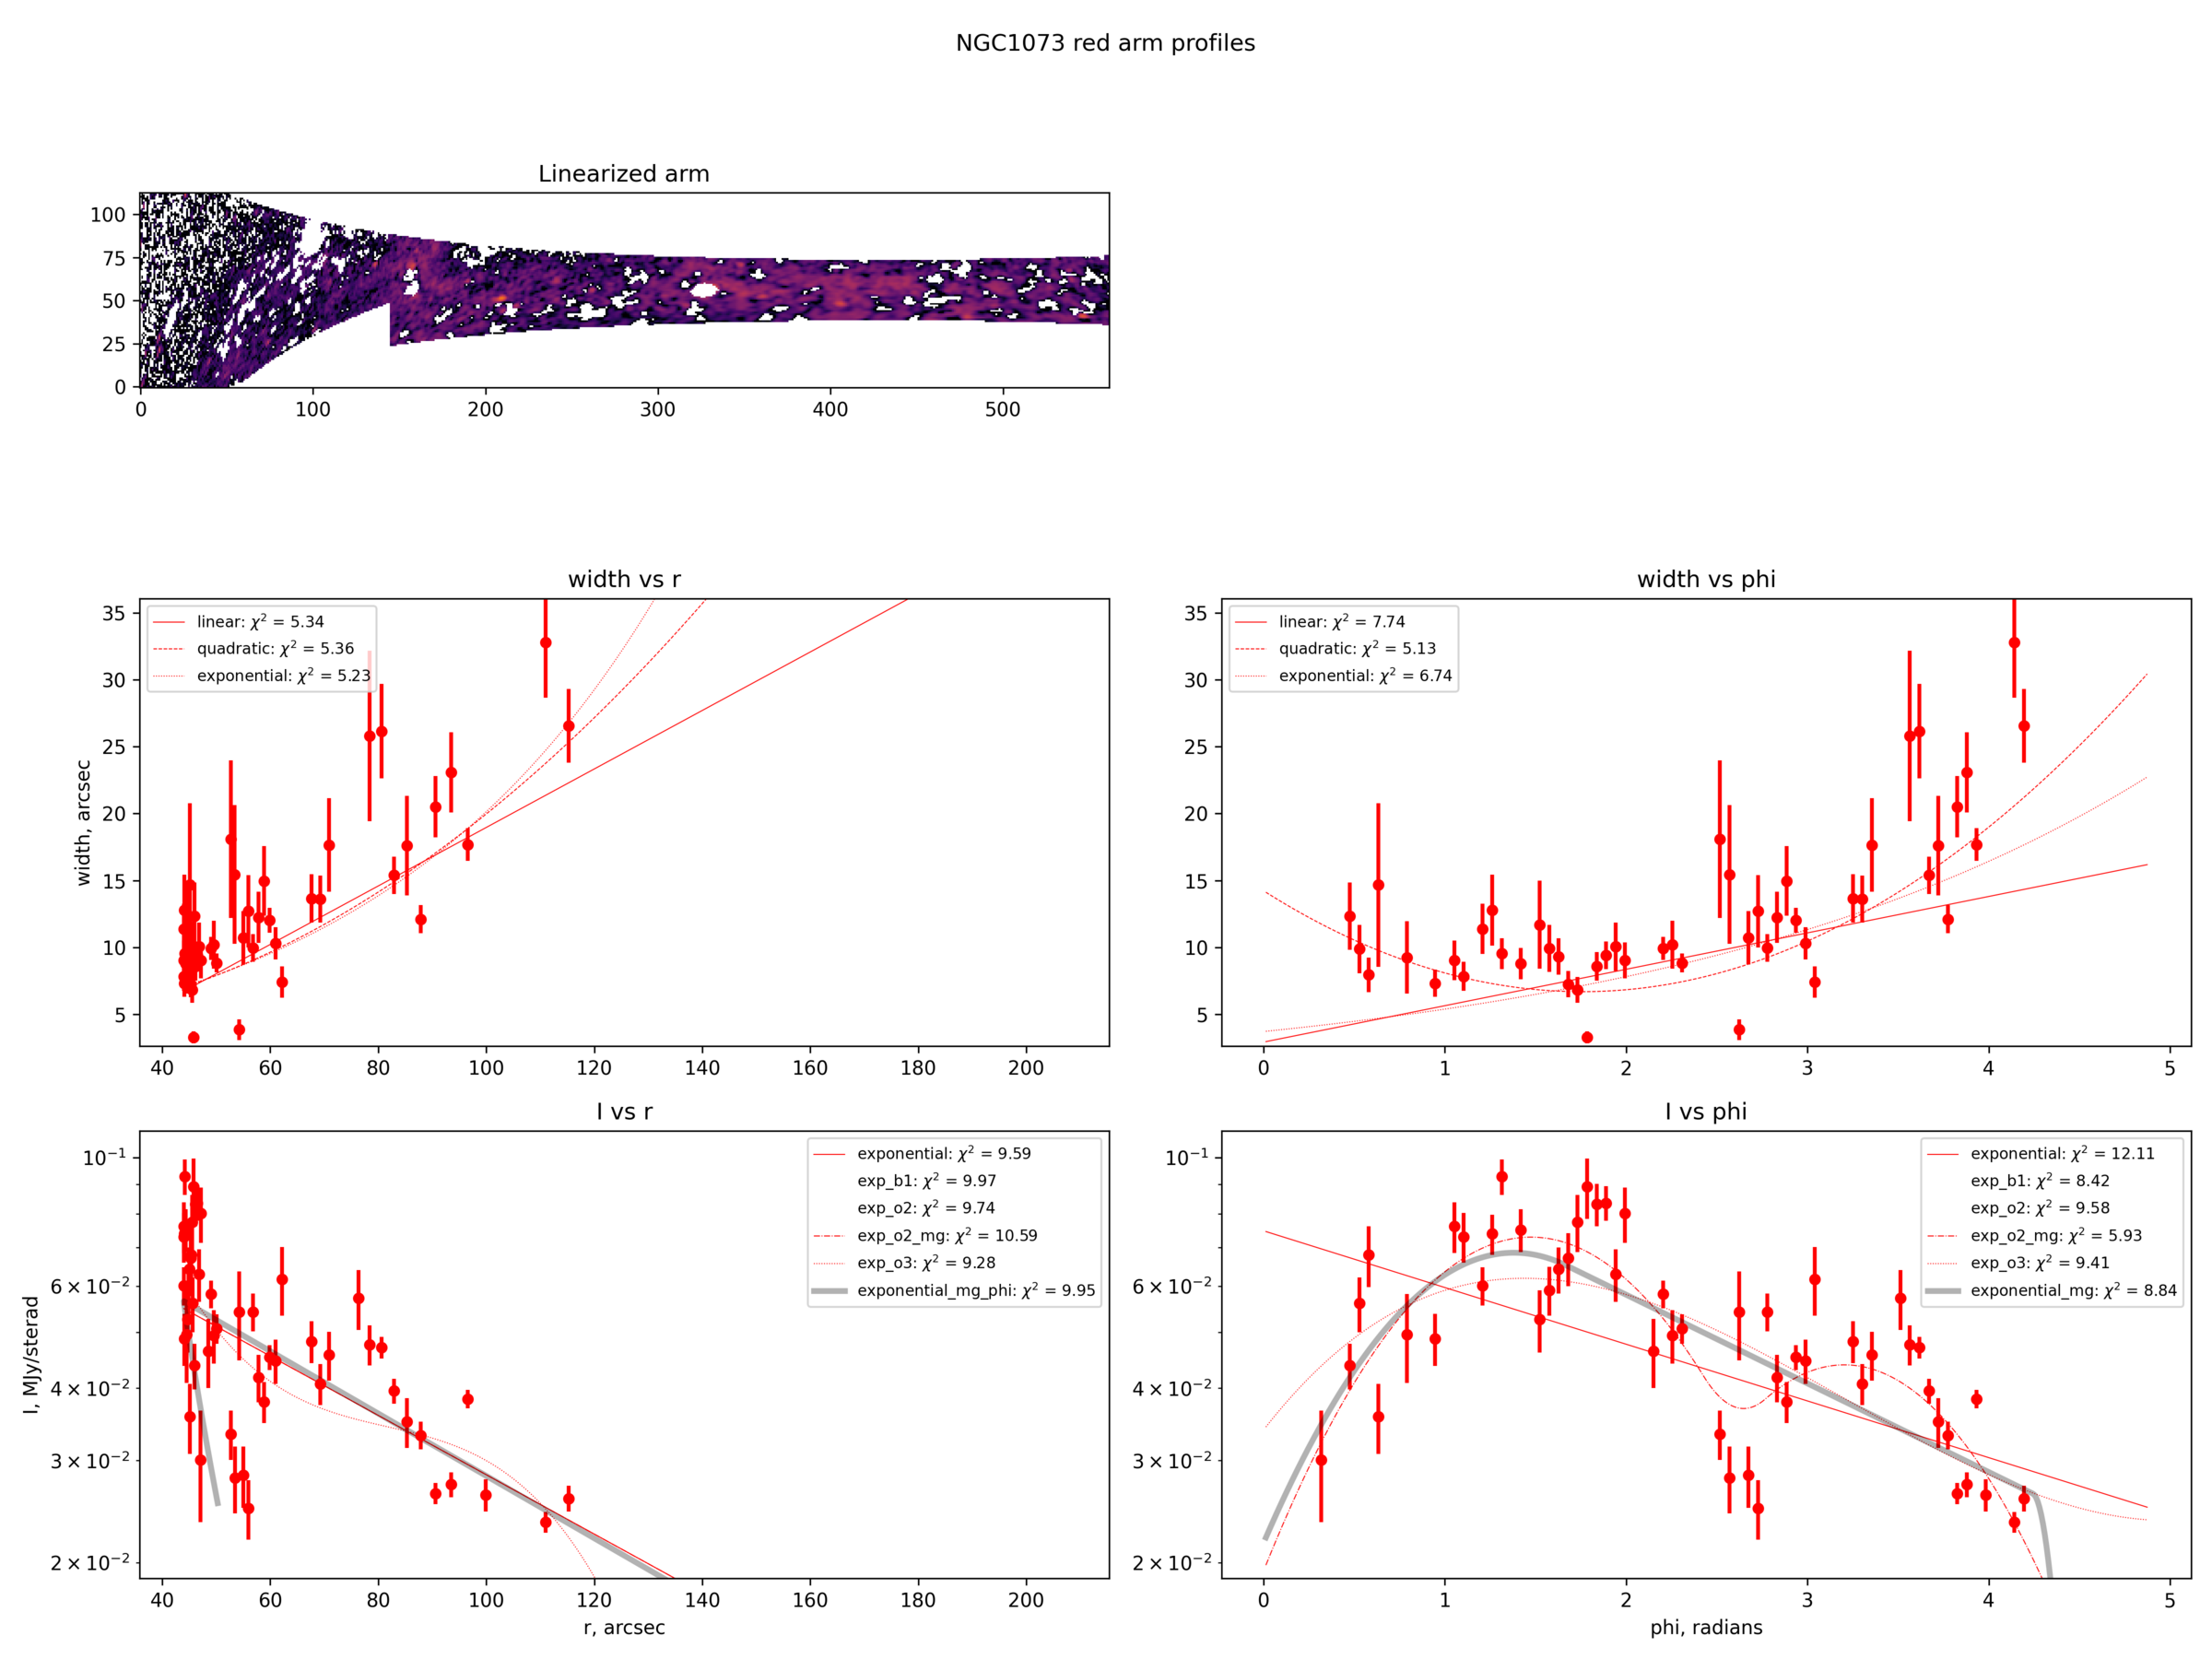 NGC1073 red arm profiles
Linearized arm
100
75
50
25
0
0 100 200 300 400 500
width vs r
width, arcsec
35
30
25
20
15
10
5
linear: χ² = 5.34
quadratic: χ² = 5.36
exponential: χ² = 5.23
40 60 80 100 120 140 160 180 200
width vs phi
35
30
25
20
15
10
5
linear: χ² = 7.74
quadratic: χ² = 5.13
exponential: χ² = 6.74
0 1 2 3 4 5
I vs r
I, MJy/sterad
10⁻¹
6 × 10⁻²
4 × 10⁻²
3 × 10⁻²
2 × 10⁻²
exponential: χ² = 9.59
exp_b1: χ² = 9.97
exp_o2: χ² = 9.74
exp_o2_mg: χ² = 10.59
exp_o3: χ² = 9.28
exponential_mg_phi: χ² = 9.95
40 60 80 100 120 140 160 180 200
r, arcsec
I vs phi
10⁻¹
6 × 10⁻²
4 × 10⁻²
3 × 10⁻²
2 × 10⁻²
exponential: χ² = 12.11
exp_b1: χ² = 8.42
exp_o2: χ² = 9.58
exp_o2_mg: χ² = 5.93
exp_o3: χ² = 9.41
exponential_mg: χ² = 8.84
0 1 2 3 4 5
phi, radians